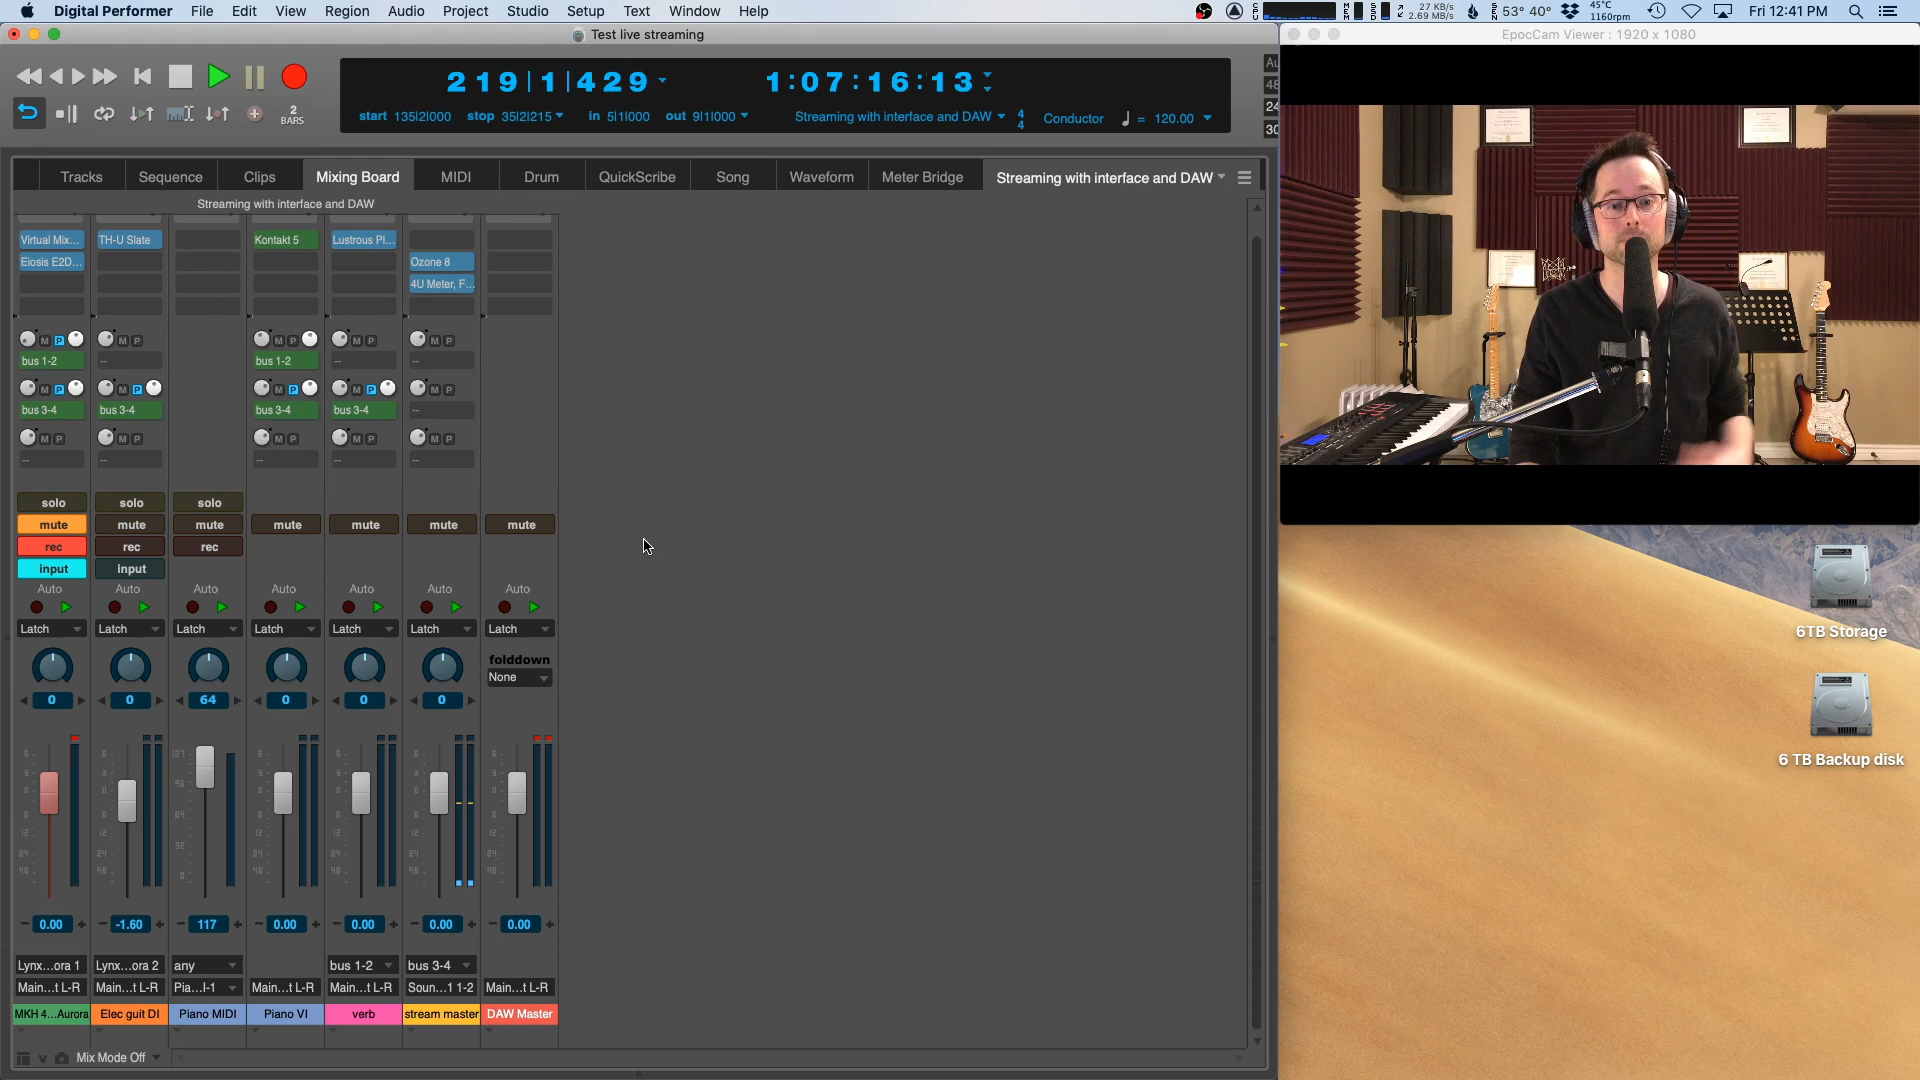 Digital Performer File Edit View Region Audio Project Studio Setup Text Window Help
27 KB/s
2.69 MB/s
53° 40°
45°C
1160rpm
Fri 12:41 PM
Test live streaming
EpocCam Viewer : 1920 x 1080
219|1|429 1:07:16:13
start 135|2|000 stop 35|2|215 in 5|1|000 out 9|1|000 Streaming with interface and DAW 4 4 Conductor = 120.00
2
BARS
Tracks Sequence Clips Mixing Board MIDI Drum QuickScribe Song Waveform Meter Bridge Streaming with interface and DAW
Streaming with interface and DAW
Virtual Mix... TH-U Slate Kontakt 5 Lustrous Pl...
Eiosis E2D... Ozone 8
4U Meter, F...
M P M P M P M P M P
bus 1-2 -- bus 1-2 -- --
M P M P M P M P M P
bus 3-4 bus 3-4 bus 3-4 bus 3-4 --
M P M P M P M P M P
-- -- -- -- --
solo solo solo
mute mute mute mute mute mute mute
rec rec rec
input input
Auto Auto Auto Auto Auto Auto Auto
Latch Latch Latch Latch Latch Latch Latch
folddown
None
0 0 64 0 0 0
0.00 -1.60 117 0.00 0.00 0.00 0.00
Lynx...ora 1 Lynx...ora 2 any bus 1-2 bus 3-4
Main...t L-R Main...t L-R Pia...l-1 Main...t L-R Main...t L-R Soun...1 1-2 Main...t L-R
MKH 4...Aurora Elec guit DI Piano MIDI Piano VI verb stream master DAW Master
Mix Mode Off
6TB Storage
6 TB Backup disk